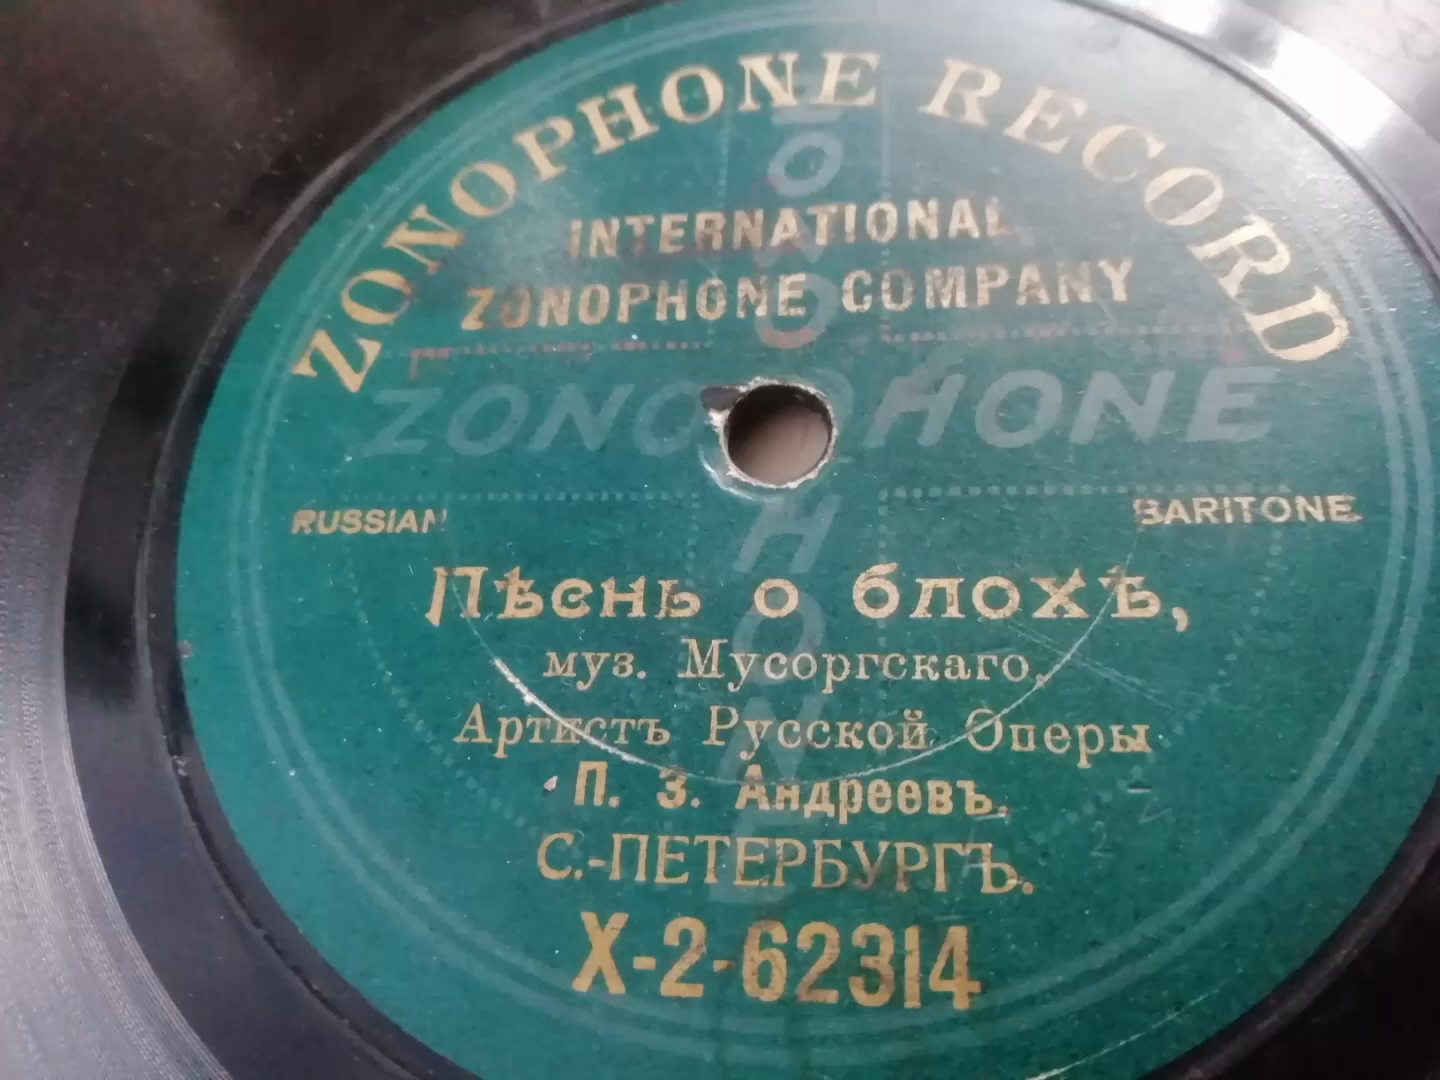 ZONOPHONE RECORD
INTERNATIONAL
ZONOPHONE COMPANY
ZONOPHONE
RUSSIAN BARITONE
Пѣснь о блохѣ,
муз. Мусоргскаго.
Артистъ Русской Оперы
П. З. Андреевъ.
С.-ПЕТЕРБУРГЪ.
X-2-62314